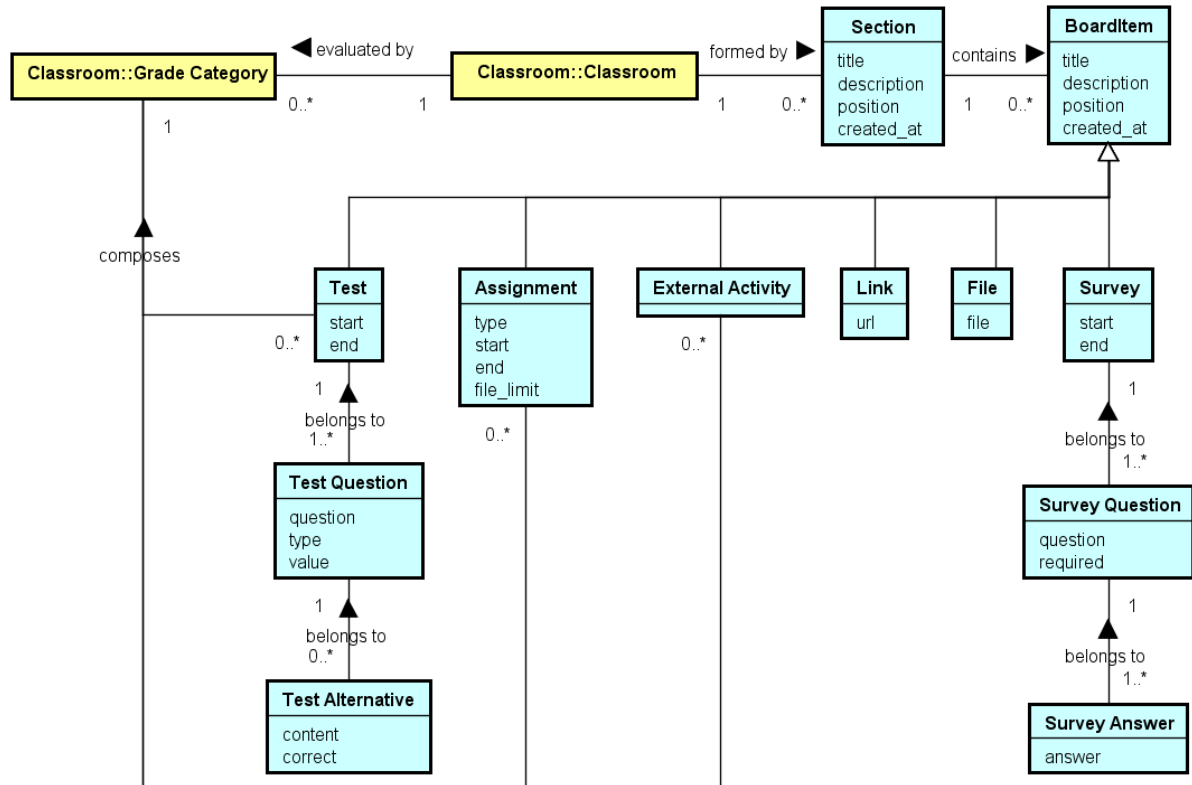 Section
BoardItem
evaluated by
formed by
contains
Classroom::Grade Category
Classroom::Classroom
title
description
position
created_at
title
description
position
created_at
0..*
1
1
0..*
1
0..*
1
composes
Test
start
end
0..*
Assignment
type
start
end
file_limit
0..*
External Activity
0..*
Link
url
File
file
Survey
start
end
1
belongs to
1..*
1
belongs to
1..*
Test Question
question
type
value
Survey Question
question
required
1
belongs to
0..*
1
belongs to
1..*
Test Alternative
content
correct
Survey Answer
answer